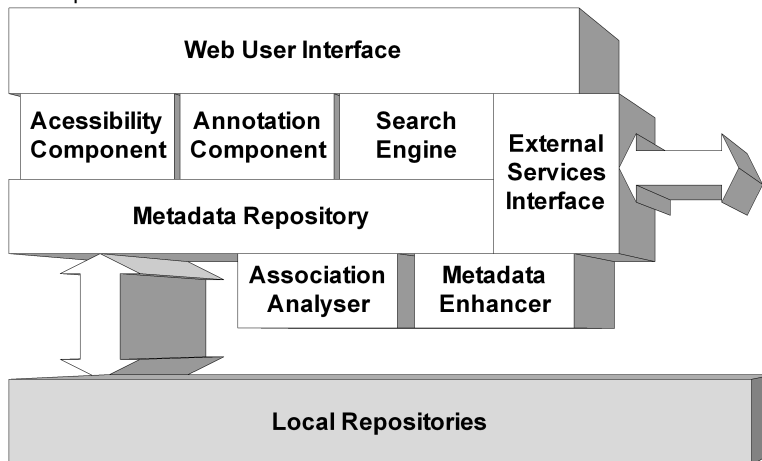 Web User Interface
Acessibility
Component
Annotation
Component
Search
Engine
External
Services
Interface
Metadata Repository
Association
Analyser
Metadata
Enhancer
Local Repositories